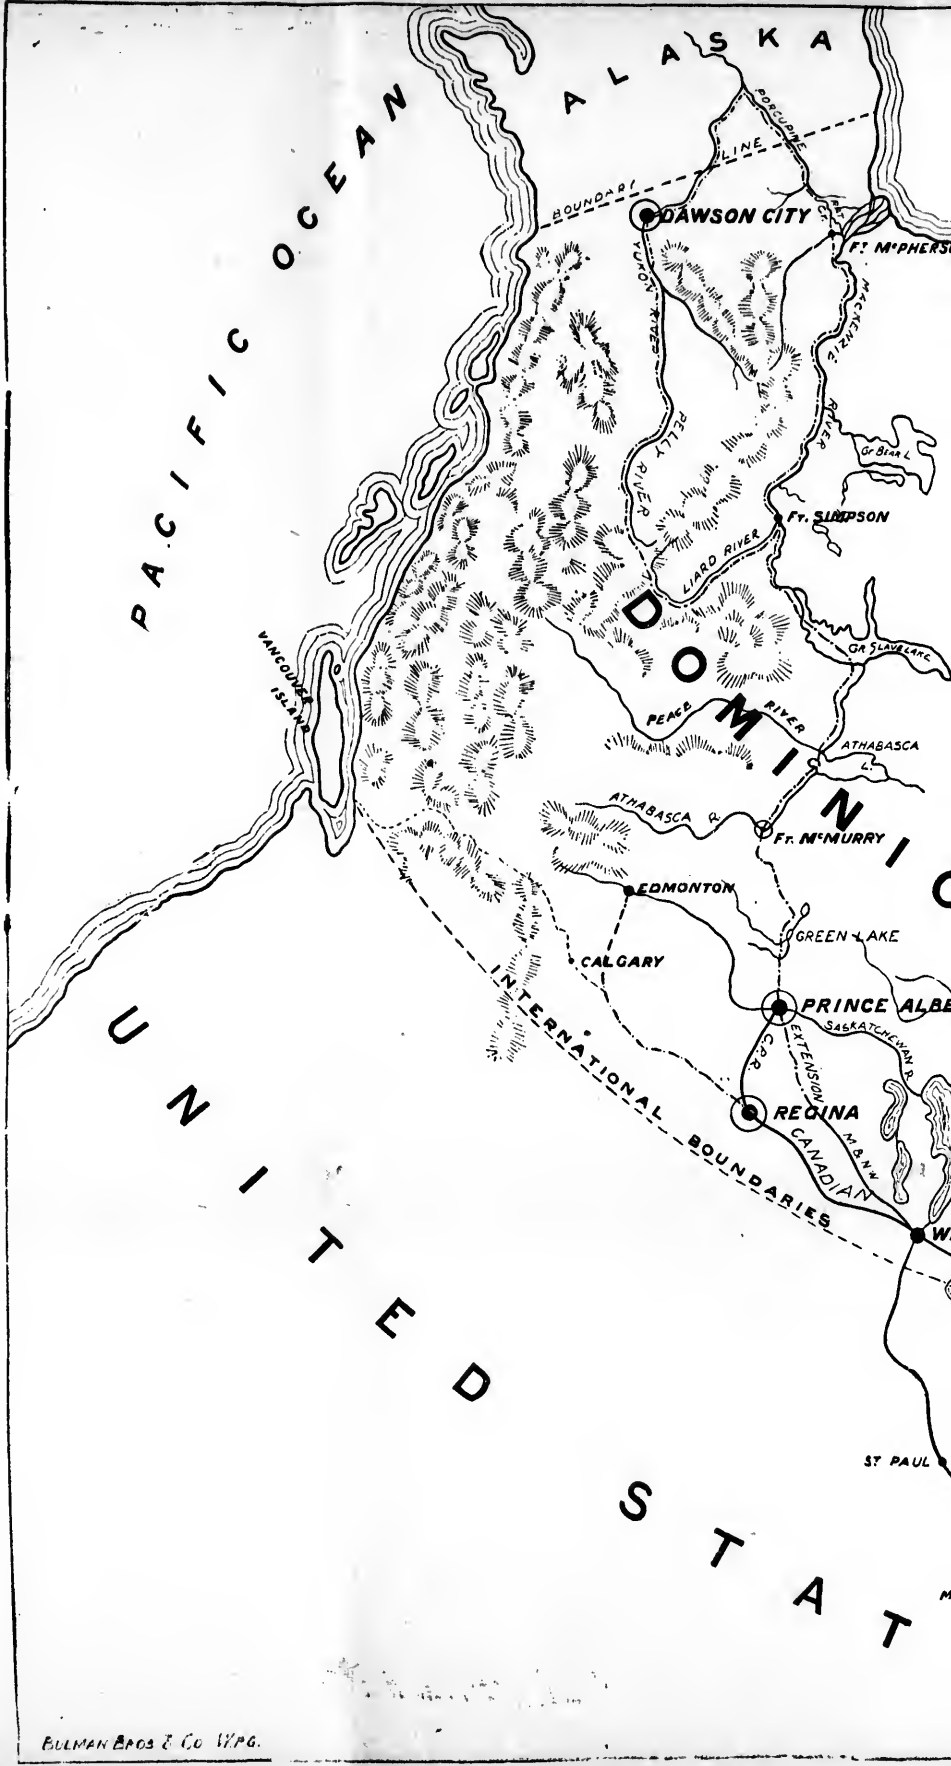 ALASKA
PACIFIC OCEAN
PORCUPINE
LINE
BOUNDARY
DAWSON CITY
FT. McPHERS
YUKON RIVER
MACKENZIE
RIVER
PELLY RIVER
GT BEAR L
FT. SIMPSON
LIARD RIVER
DOMINIO
VANCOUVER
ISLAND
GR SLAVE LAKE
PEACE RIVER
ATHABASCA
L.
ATHABASCA R.
FT. McMURRY
EDMONTON
GREEN LAKE
CALGARY
PRINCE ALBE
SASKATCHEWAN R.
INTERNATIONAL BOUNDARIES
C.P.R.
EXTENSION
M & N.W
REGINA
CANADIAN
W
UNITED STAT
ST PAUL
M
BULMAN BROS & CO WPG.